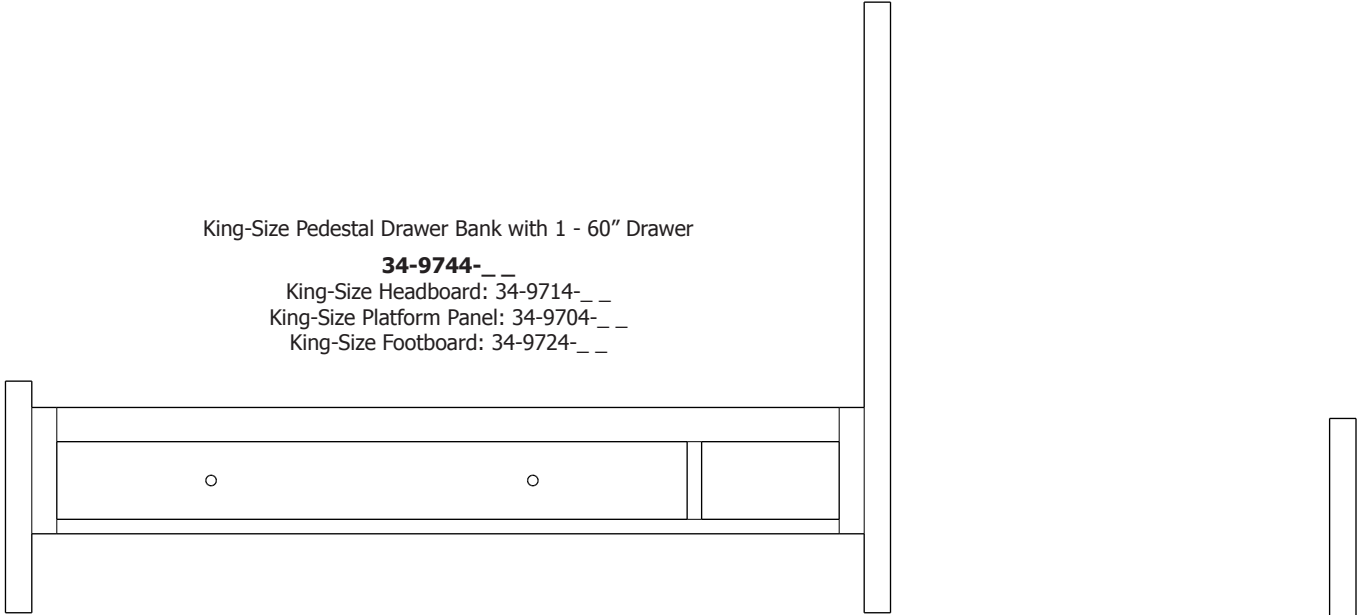 King-Size Pedestal Drawer Bank with 1 - 60” Drawer
34-9744-_ _
King-Size Headboard: 34-9714-_ _
King-Size Platform Panel: 34-9704-_ _
King-Size Footboard: 34-9724-_ _